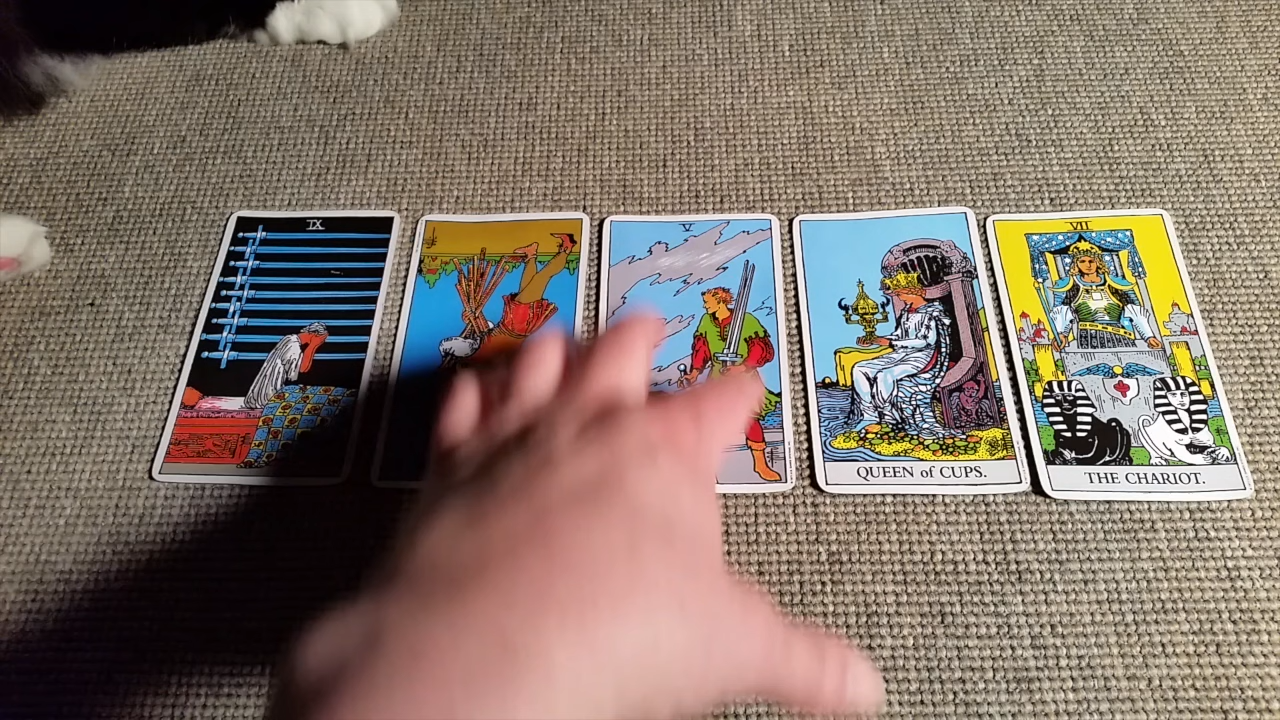 IX
V
VII
QUEEN of CUPS.
THE CHARIOT.